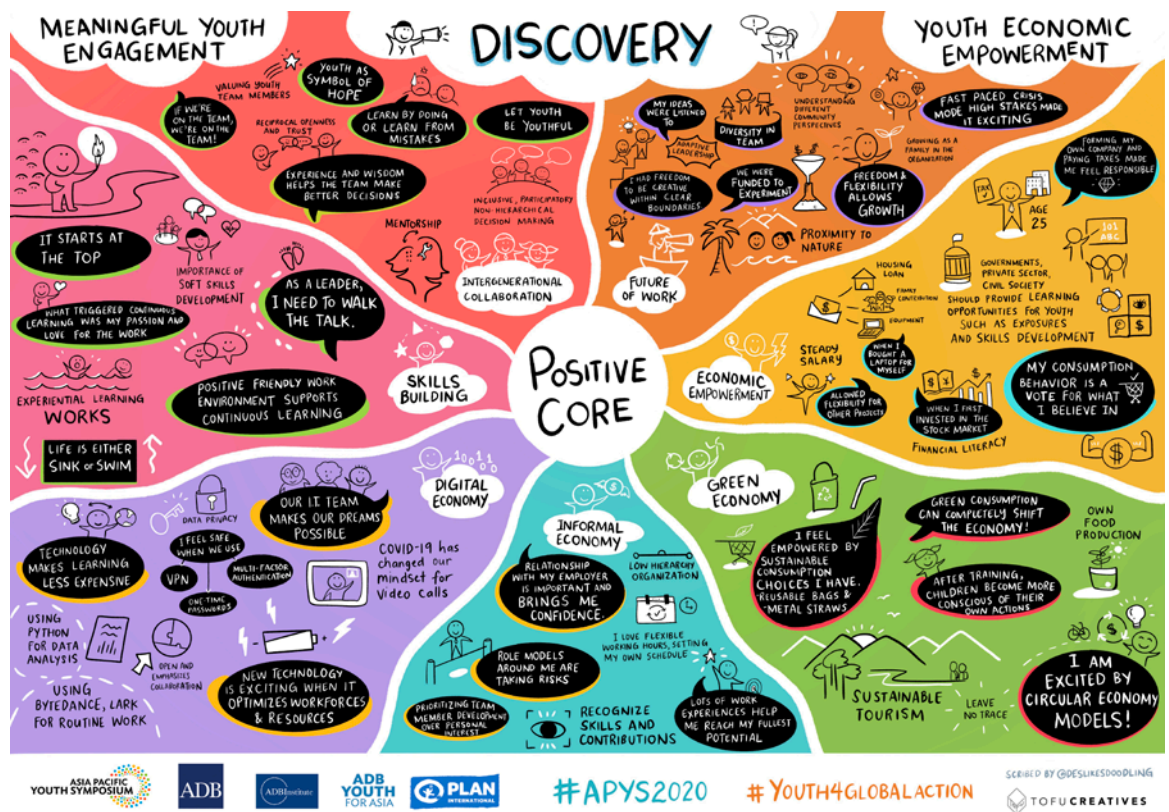 MEANINGFUL YOUTH
ENGAGEMENT
DISCOVERY
YOUTH ECONOMIC
EMPOWERMENT
IF WE'RE
ON THE TEAM,
WE'RE ON THE
TEAM!
VALUING YOUTH
TEAM MEMBERS
YOUTH AS
SYMBOL OF
HOPE
RECIPROCAL OPENNESS
AND TRUST
LEARN BY DOING
OR LEARN FROM
MISTAKES
LET YOUTH
BE YOUTHFUL
EXPERIENCE AND WISDOM
HELPS THE TEAM MAKE
BETTER DECISIONS
INCLUSIVE, PARTICIPATORY
NON-HIERARCHICAL
DECISION MAKING
MENTORSHIP
INTERGENERATIONAL
COLLABORATION
MY IDEAS
WERE LISTENED
TO
ADAPTIVE
LEADERSHIP
DIVERSITY IN
TEAM
UNDERSTANDING
DIFFERENT
COMMUNITY
PERSPECTIVES
FAST PACED CRISIS
MODE HIGH STAKES MADE
IT EXCITING
GROWING AS A
FAMILY IN THE
ORGANIZATION
I HAD FREEDOM
TO BE CREATIVE
WITHIN CLEAR
BOUNDARIES
WE WERE
FUNDED TO
EXPERIMENT
FREEDOM &
FLEXIBILITY
ALLOWS
GROWTH
PROXIMITY TO
NATURE
FUTURE
OF WORK
IT STARTS AT
THE TOP
IMPORTANCE OF
SOFT SKILLS
DEVELOPMENT
WHAT TRIGGERED CONTINUOUS
LEARNING WAS MY PASSION AND
LOVE FOR THE WORK
AS A LEADER,
I NEED TO WALK
THE TALK.
EXPERIENTIAL LEARNING
WORKS
POSITIVE FRIENDLY WORK
ENVIRONMENT SUPPORTS
CONTINUOUS LEARNING
LIFE IS EITHER
SINK or SWIM
SKILLS
BUILDING
POSITIVE
CORE
FORMING MY
OWN COMPANY AND
PAYING TAXES MADE
ME FEEL RESPONSIBLE
TAX
AGE
25
101
ABC
HOUSING
LOAN
FAMILY CONTRIBUTION
EQUIPMENT
GOVERNMENTS,
PRIVATE SECTOR,
CIVIL SOCIETY
SHOULD PROVIDE LEARNING
OPPORTUNITIES FOR YOUTH
SUCH AS EXPOSURES
AND SKILLS DEVELOPMENT
STEADY
SALARY
WHEN I
BOUGHT A
LAPTOP FOR
MYSELF
ALLOWED
FLEXIBILITY FOR
OTHER PROJECTS
WHEN I FIRST
INVESTED IN THE
STOCK MARKET
FINANCIAL LITERACY
MY CONSUMPTION
BEHAVIOR IS A
VOTE FOR WHAT
I BELIEVE IN
ECONOMIC
EMPOWERMENT
DIGITAL
ECONOMY
DATA PRIVACY
OUR I.T. TEAM
MAKES OUR DREAMS
POSSIBLE
TECHNOLOGY
MAKES LEARNING
LESS EXPENSIVE
I FEEL SAFE
WHEN WE USE
VPN
MULTI-FACTOR
AUTHENTICATION
ONE-TIME
PASSWORDS
COVID-19 has
changed our
mindset for
Video calls
USING
PYTHON
FOR DATA
ANALYSIS
OPEN AND
EMPHASIZES
COLLABORATION
USING
BYTEDANCE, LARK
FOR ROUTINE WORK
NEW TECHNOLOGY
IS EXCITING WHEN IT
OPTIMIZES WORKFORCES
& RESOURCES
INFORMAL
ECONOMY
RELATIONSHIP
WITH MY EMPLOYER
IS IMPORTANT AND
BRINGS ME
CONFIDENCE.
LOW HIERARCHY
ORGANIZATION
I LOVE FLEXIBLE
WORKING HOURS, SETTING
MY OWN SCHEDULE
ROLE MODELS
AROUND ME ARE
TAKING RISKS
PRIORITIZING TEAM
MEMBER DEVELOPMENT
OVER PERSONAL
INTEREST
RECOGNIZE
SKILLS AND
CONTRIBUTIONS
LOTS OF WORK
EXPERIENCES HELP
ME REACH MY FULLEST
POTENTIAL
GREEN
ECONOMY
I FEEL
EMPOWERED BY
SUSTAINABLE
CONSUMPTION
CHOICES I HAVE.
-REUSABLE BAGS &
-METAL STRAWS
GREEN CONSUMPTION
CAN COMPLETELY SHIFT
THE ECONOMY!
OWN
FOOD
PRODUCTION
AFTER TRAINING,
CHILDREN BECOME MORE
CONSCIOUS OF THEIR
OWN ACTIONS
SUSTAINABLE
TOURISM
LEAVE
NO TRACE
I AM
EXCITED BY
CIRCULAR ECONOMY
MODELS!
ASIA PACIFIC
YOUTH SYMPOSIUM
ADB
ADBInstitute
ADB
YOUTH
FOR ASIA
PLAN
INTERNATIONAL
#APYS2020
#YOUTH4GLOBALACTION
SCRIBED BY @DESLIKESDOODLING
TOFUCREATIVES